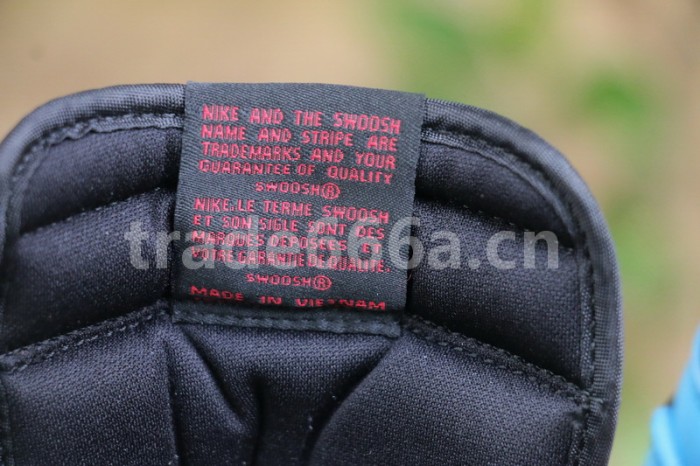 NIKE AND THE SWOOSH
NAME AND STRIPE ARE
TRADEMARKS AND YOUR
GUARANTEE OF QUALITY
SWOOSH®
NIKE.LE TERME SWOOSH
ET SON SIGLE SONT DES
MARQUES DEPOSEES ET
VOTRE GARANTIE DE QUALITE.
SWOOSH®
MADE IN VIETNAM